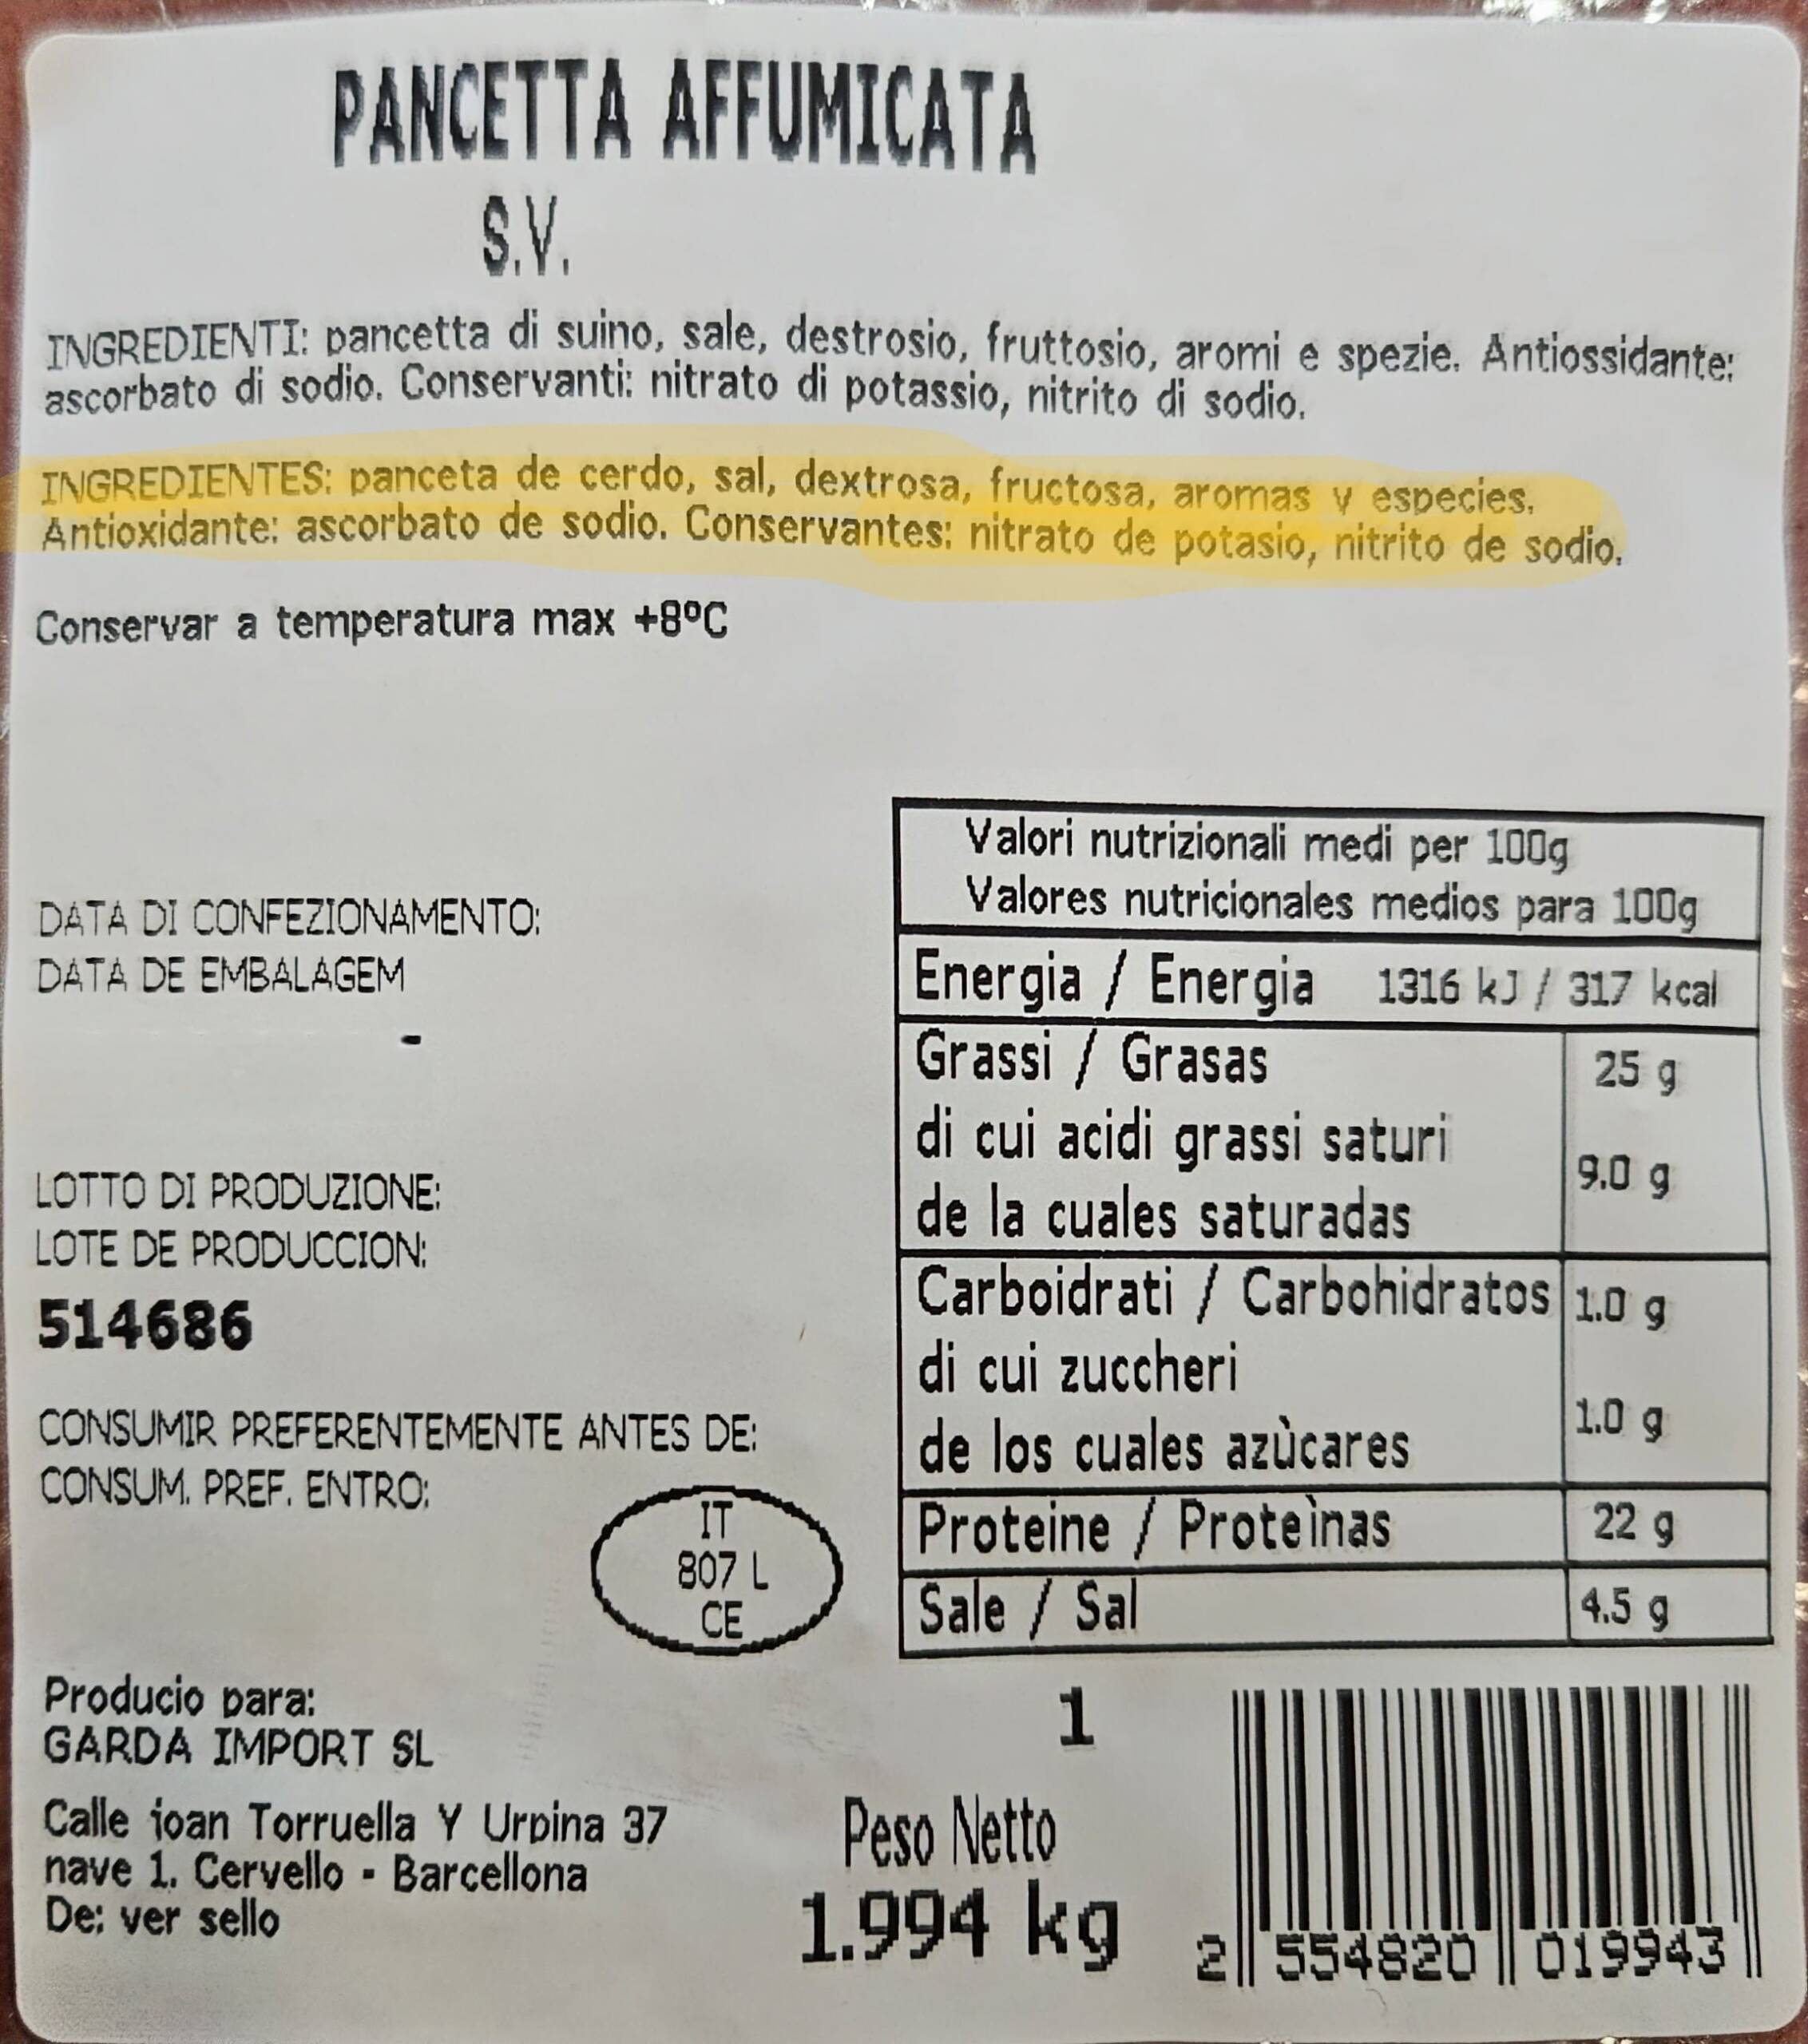 PANCETTA AFFUMICATA
S.V.
INGREDIENTI: pancetta di suino, sale, destrosio, fruttosio, aromi e spezie. Antiossidante:
ascorbato di sodio. Conservanti: nitrato di potassio, nitrito di sodio.
INGREDIENTES: panceta de cerdo, sal, dextrosa, fructosa, aromas y especies.
Antioxidante: ascorbato de sodio. Conservantes: nitrato de potasio, nitrito de sodio.
Conservar a temperatura max +8ºC
DATA DI CONFEZIONAMENTO:
DATA DE EMBALAGEM
-
LOTTO DI PRODUZIONE:
LOTE DE PRODUCCION:
514686
CONSUMIR PREFERENTEMENTE ANTES DE:
CONSUM. PREF. ENTRO:
IT
807 L
CE
Valori nutrizionali medi per 100g
Valores nutricionales medios para 100g
Energia / Energia 1316 kJ / 317 kcal
Grassi / Grasas 25 g
di cui acidi grassi saturi
9.0 g
de la cuales saturadas
Carboidrati / Carbohidratos 1.0 g
di cui zuccheri
1.0 g
de los cuales azùcares
Proteine / Proteìnas 22 g
Sale / Sal 4.5 g
Producio para:
GARDA IMPORT SL
Calle ioan Torruella Y Urpina 37
nave 1. Cervello - Barcellona
De: ver sello
1
Peso Netto
1.994 kg
2 554820 019943